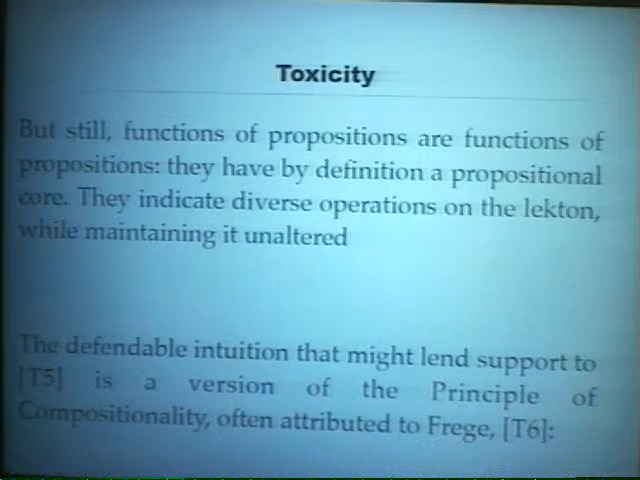 Toxicity
But still, functions of propositions are functions of
propositions: they have by definition a propositional
core. They indicate diverse operations on the lekton,
while maintaining it unaltered
The defendable intuition that might lend support to
[T5] is a version of the Principle of
Compositionality, often attributed to Frege, [T6]: